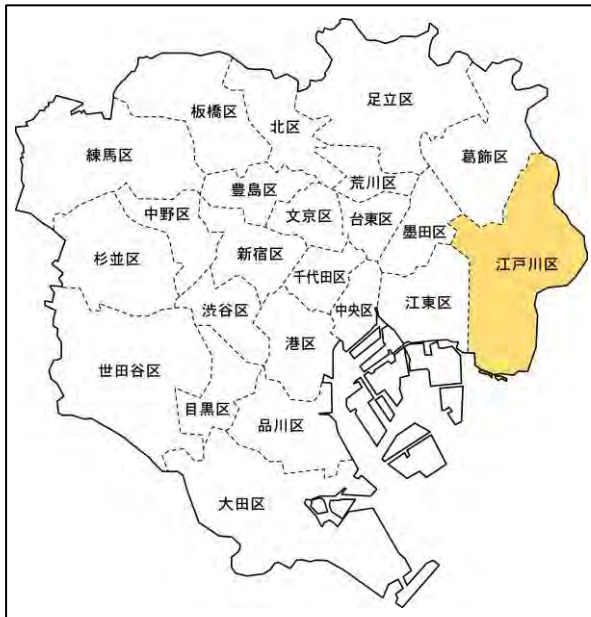 足立区
板橋区
北区
練馬区
葛飾区
荒川区
豊島区
中野区
文京区
台東区
墨田区
杉並区
新宿区
江戸川区
千代田区
江東区
渋谷区
中央区
港区
世田谷区
目黒区
品川区
大田区